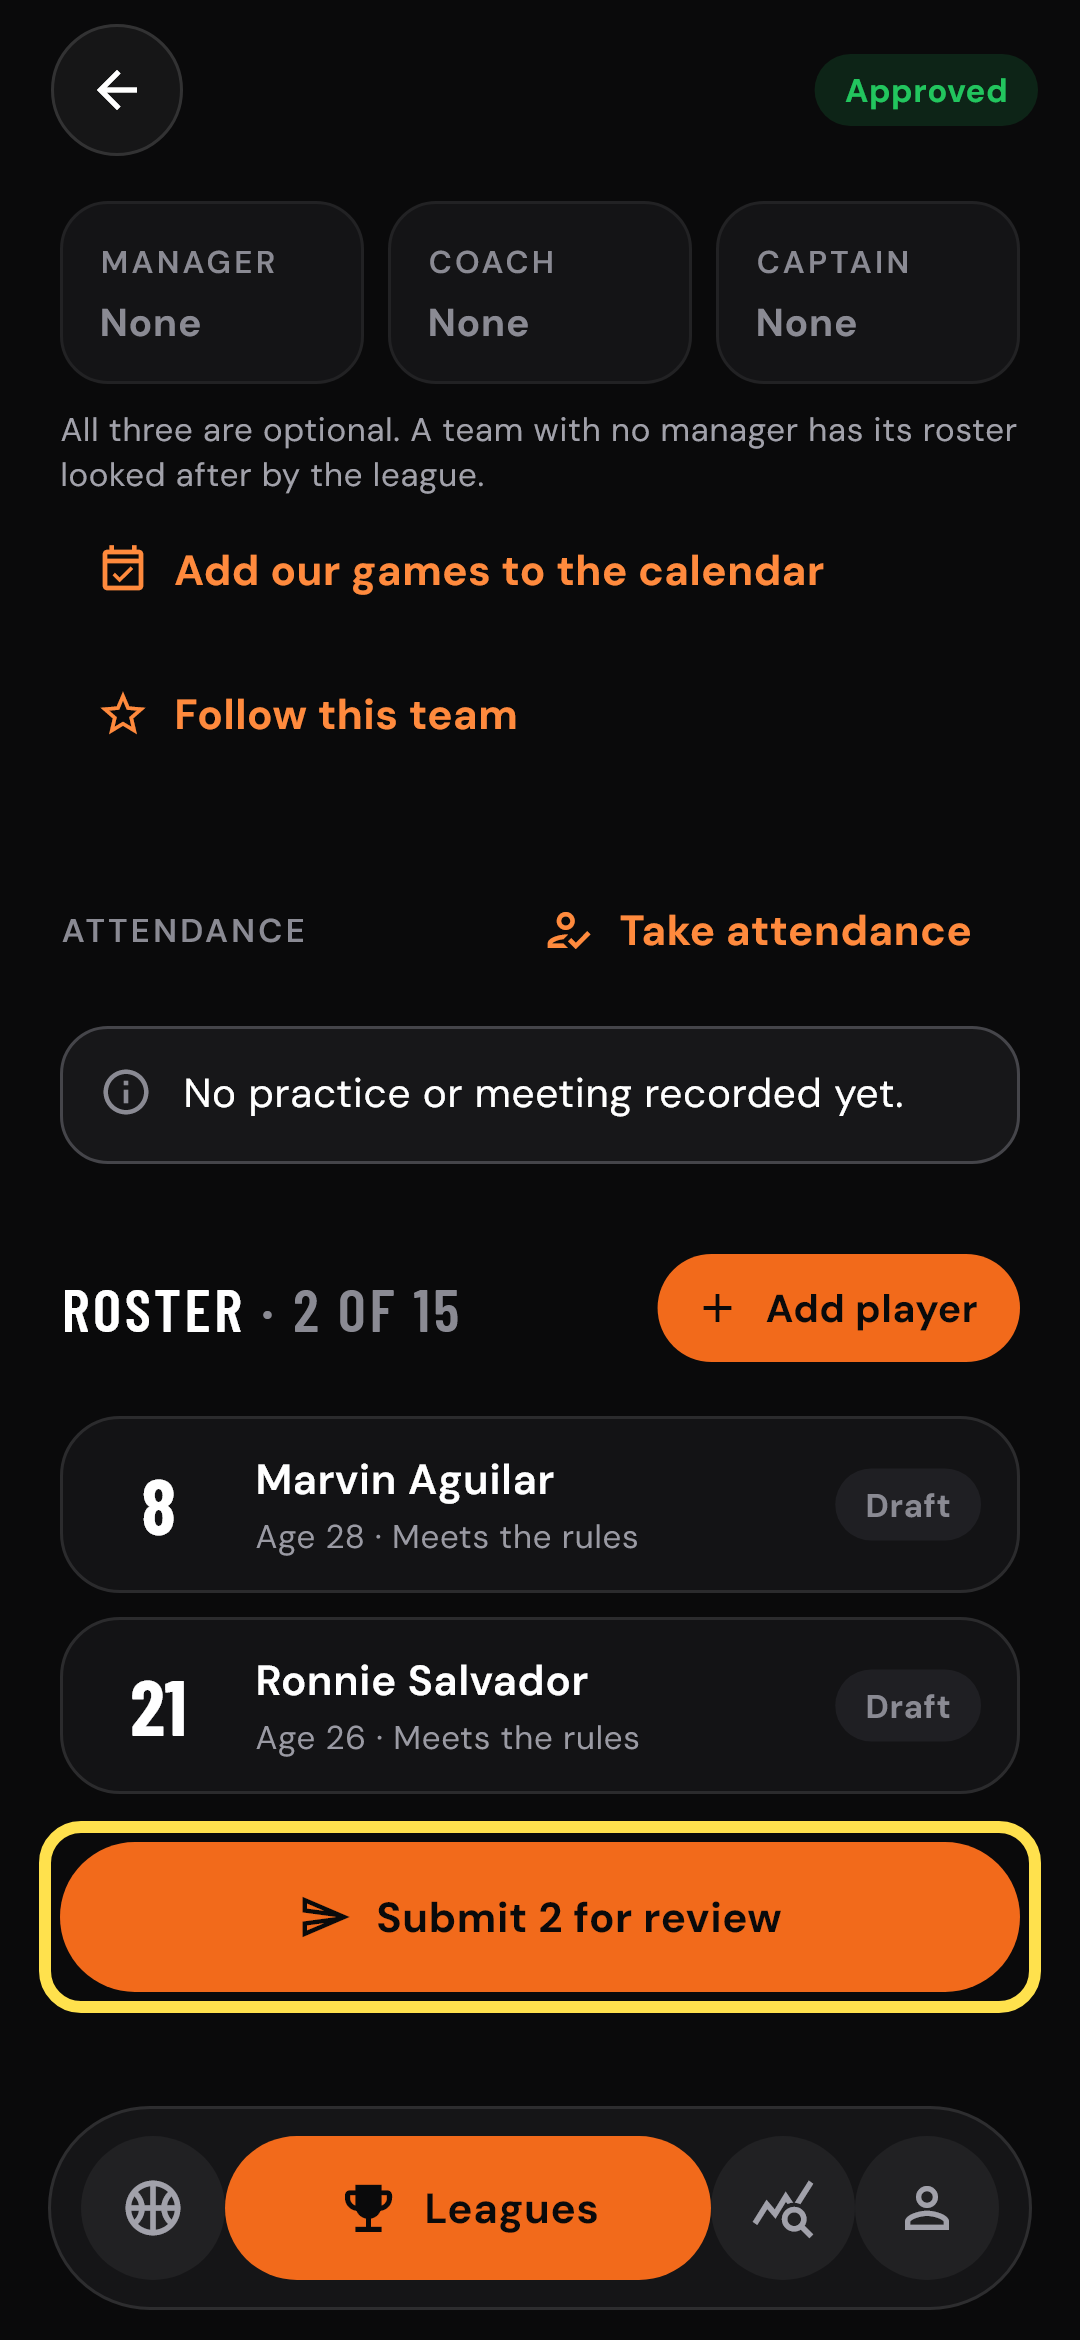 Approved
MANAGER
None
COACH
None
CAPTAIN
None
All three are optional. A team with no manager has its roster
looked after by the league.
Add our games to the calendar
Follow this team
ATTENDANCE
Take attendance
No practice or meeting recorded yet.
ROSTER · 2 OF 15
+ Add player
8
Marvin Aguilar
Age 28 · Meets the rules
Draft
21
Ronnie Salvador
Age 26 · Meets the rules
Draft
Submit 2 for review
Leagues